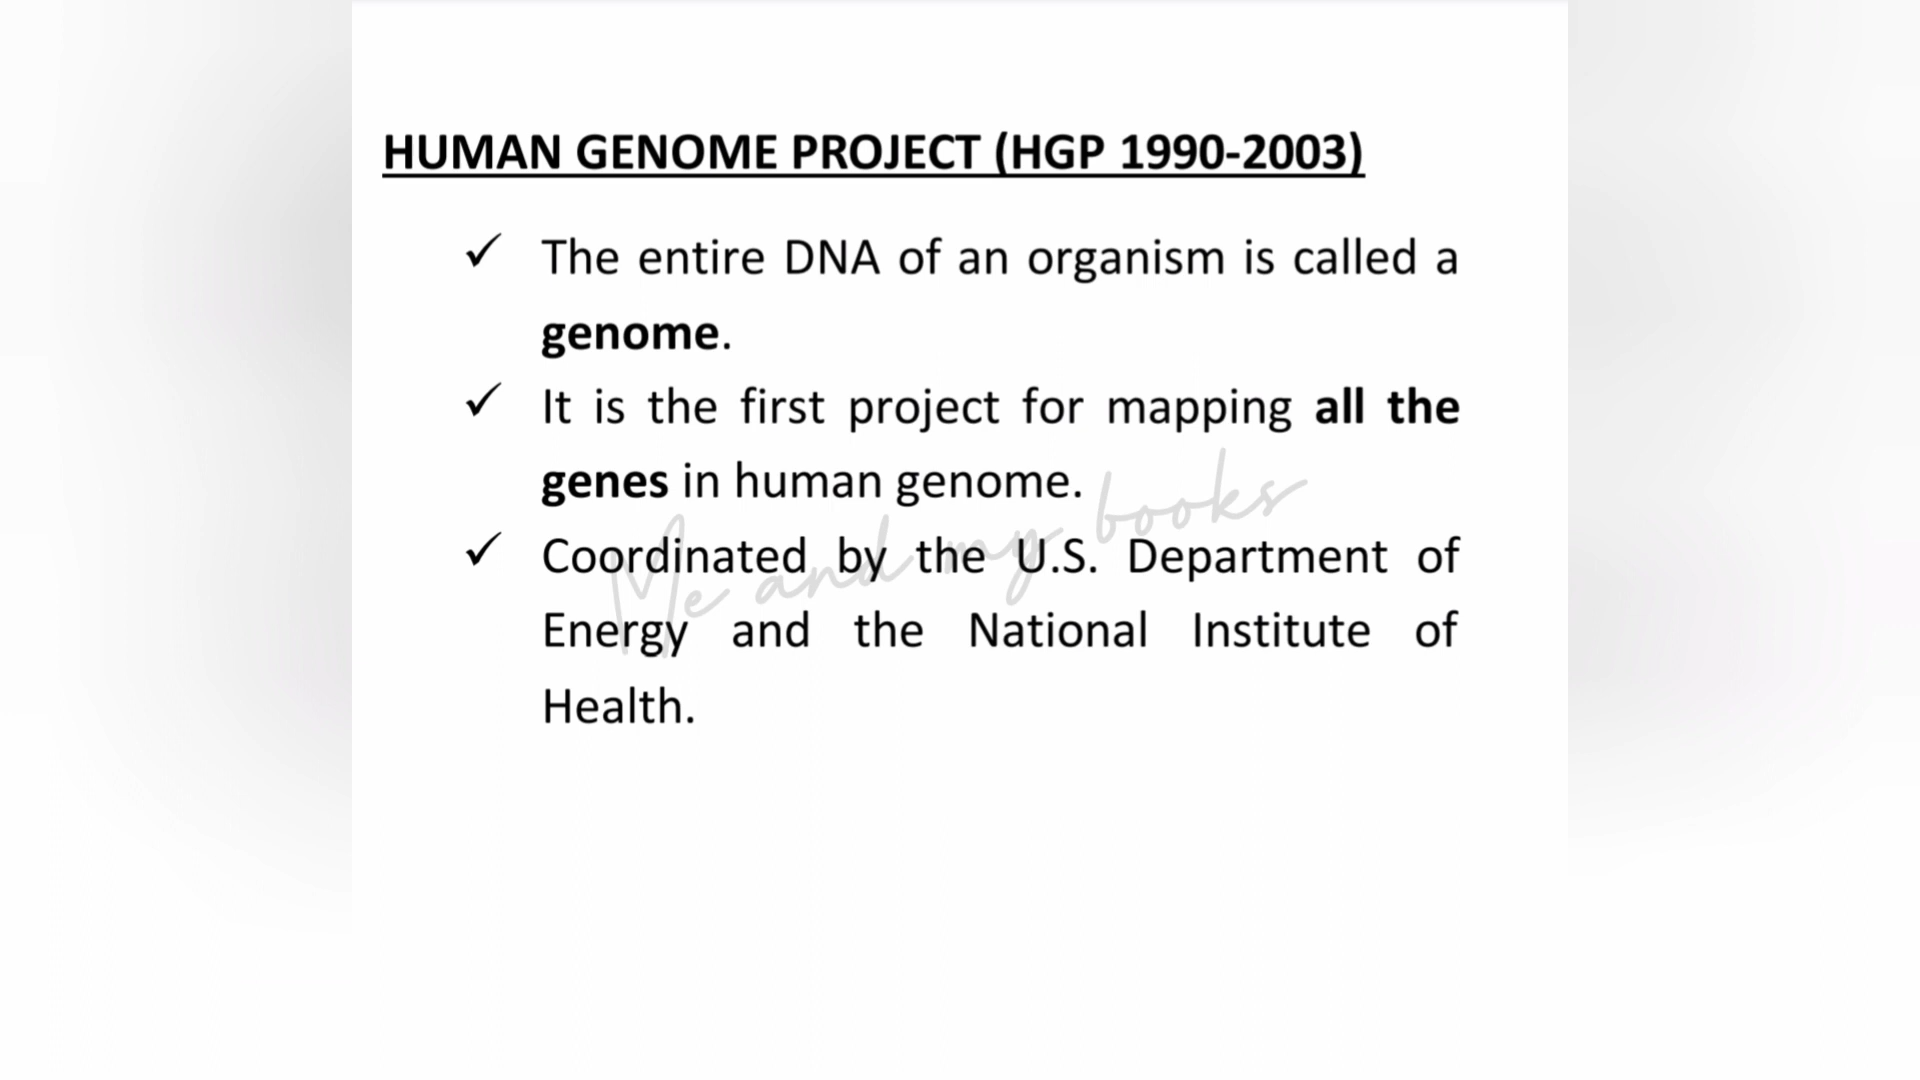 HUMAN GENOME PROJECT (HGP 1990-2003)
✓ The entire DNA of an organism is called a
genome.
✓ It is the first project for mapping all the
genes in human genome.
✓ Coordinated by the U.S. Department of
Energy and the National Institute of
Health.
Me and my books